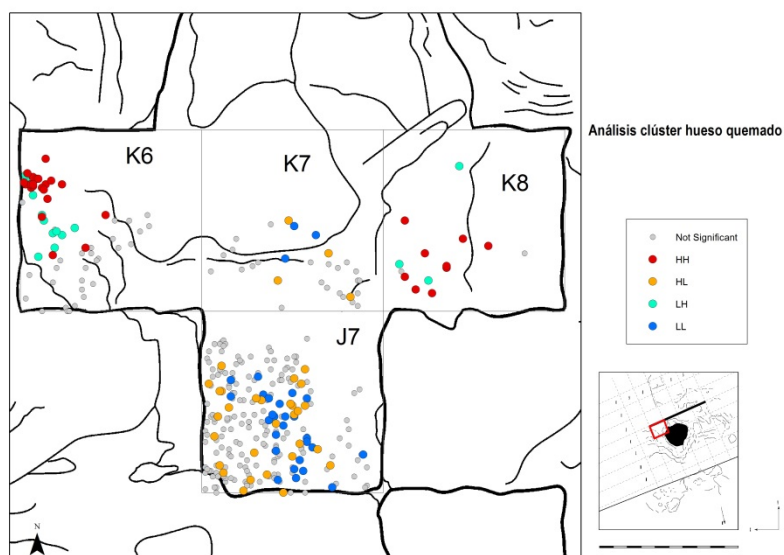 K6
K7
K8
J7
N
Análisis clúster hueso quemado
Not Significant
HH
HL
LH
LL